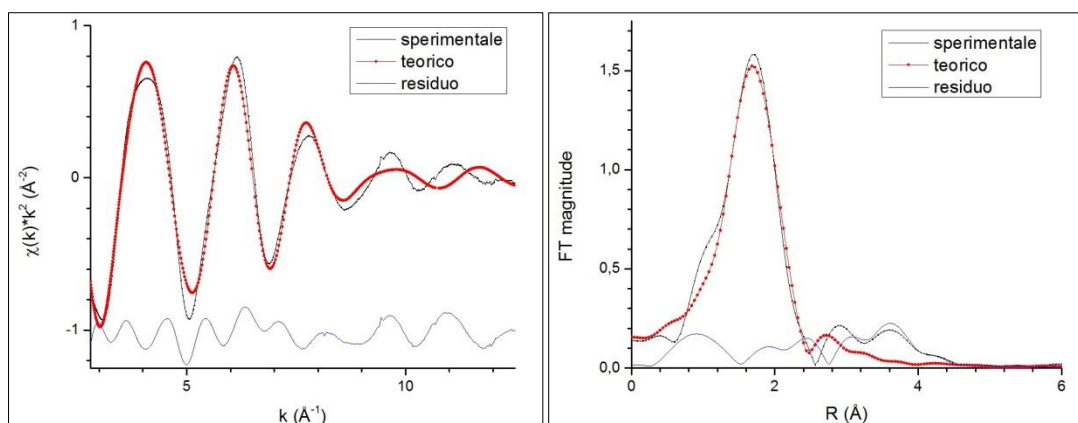 sperimentale
teorico
residuo
1
0
-1
χ(k)*k² (Å⁻²)
5
10
k (Å⁻¹)
sperimentale
teorico
residuo
1,5
1,0
0,5
0,0
FT magnitude
0
2
4
6
R (Å)